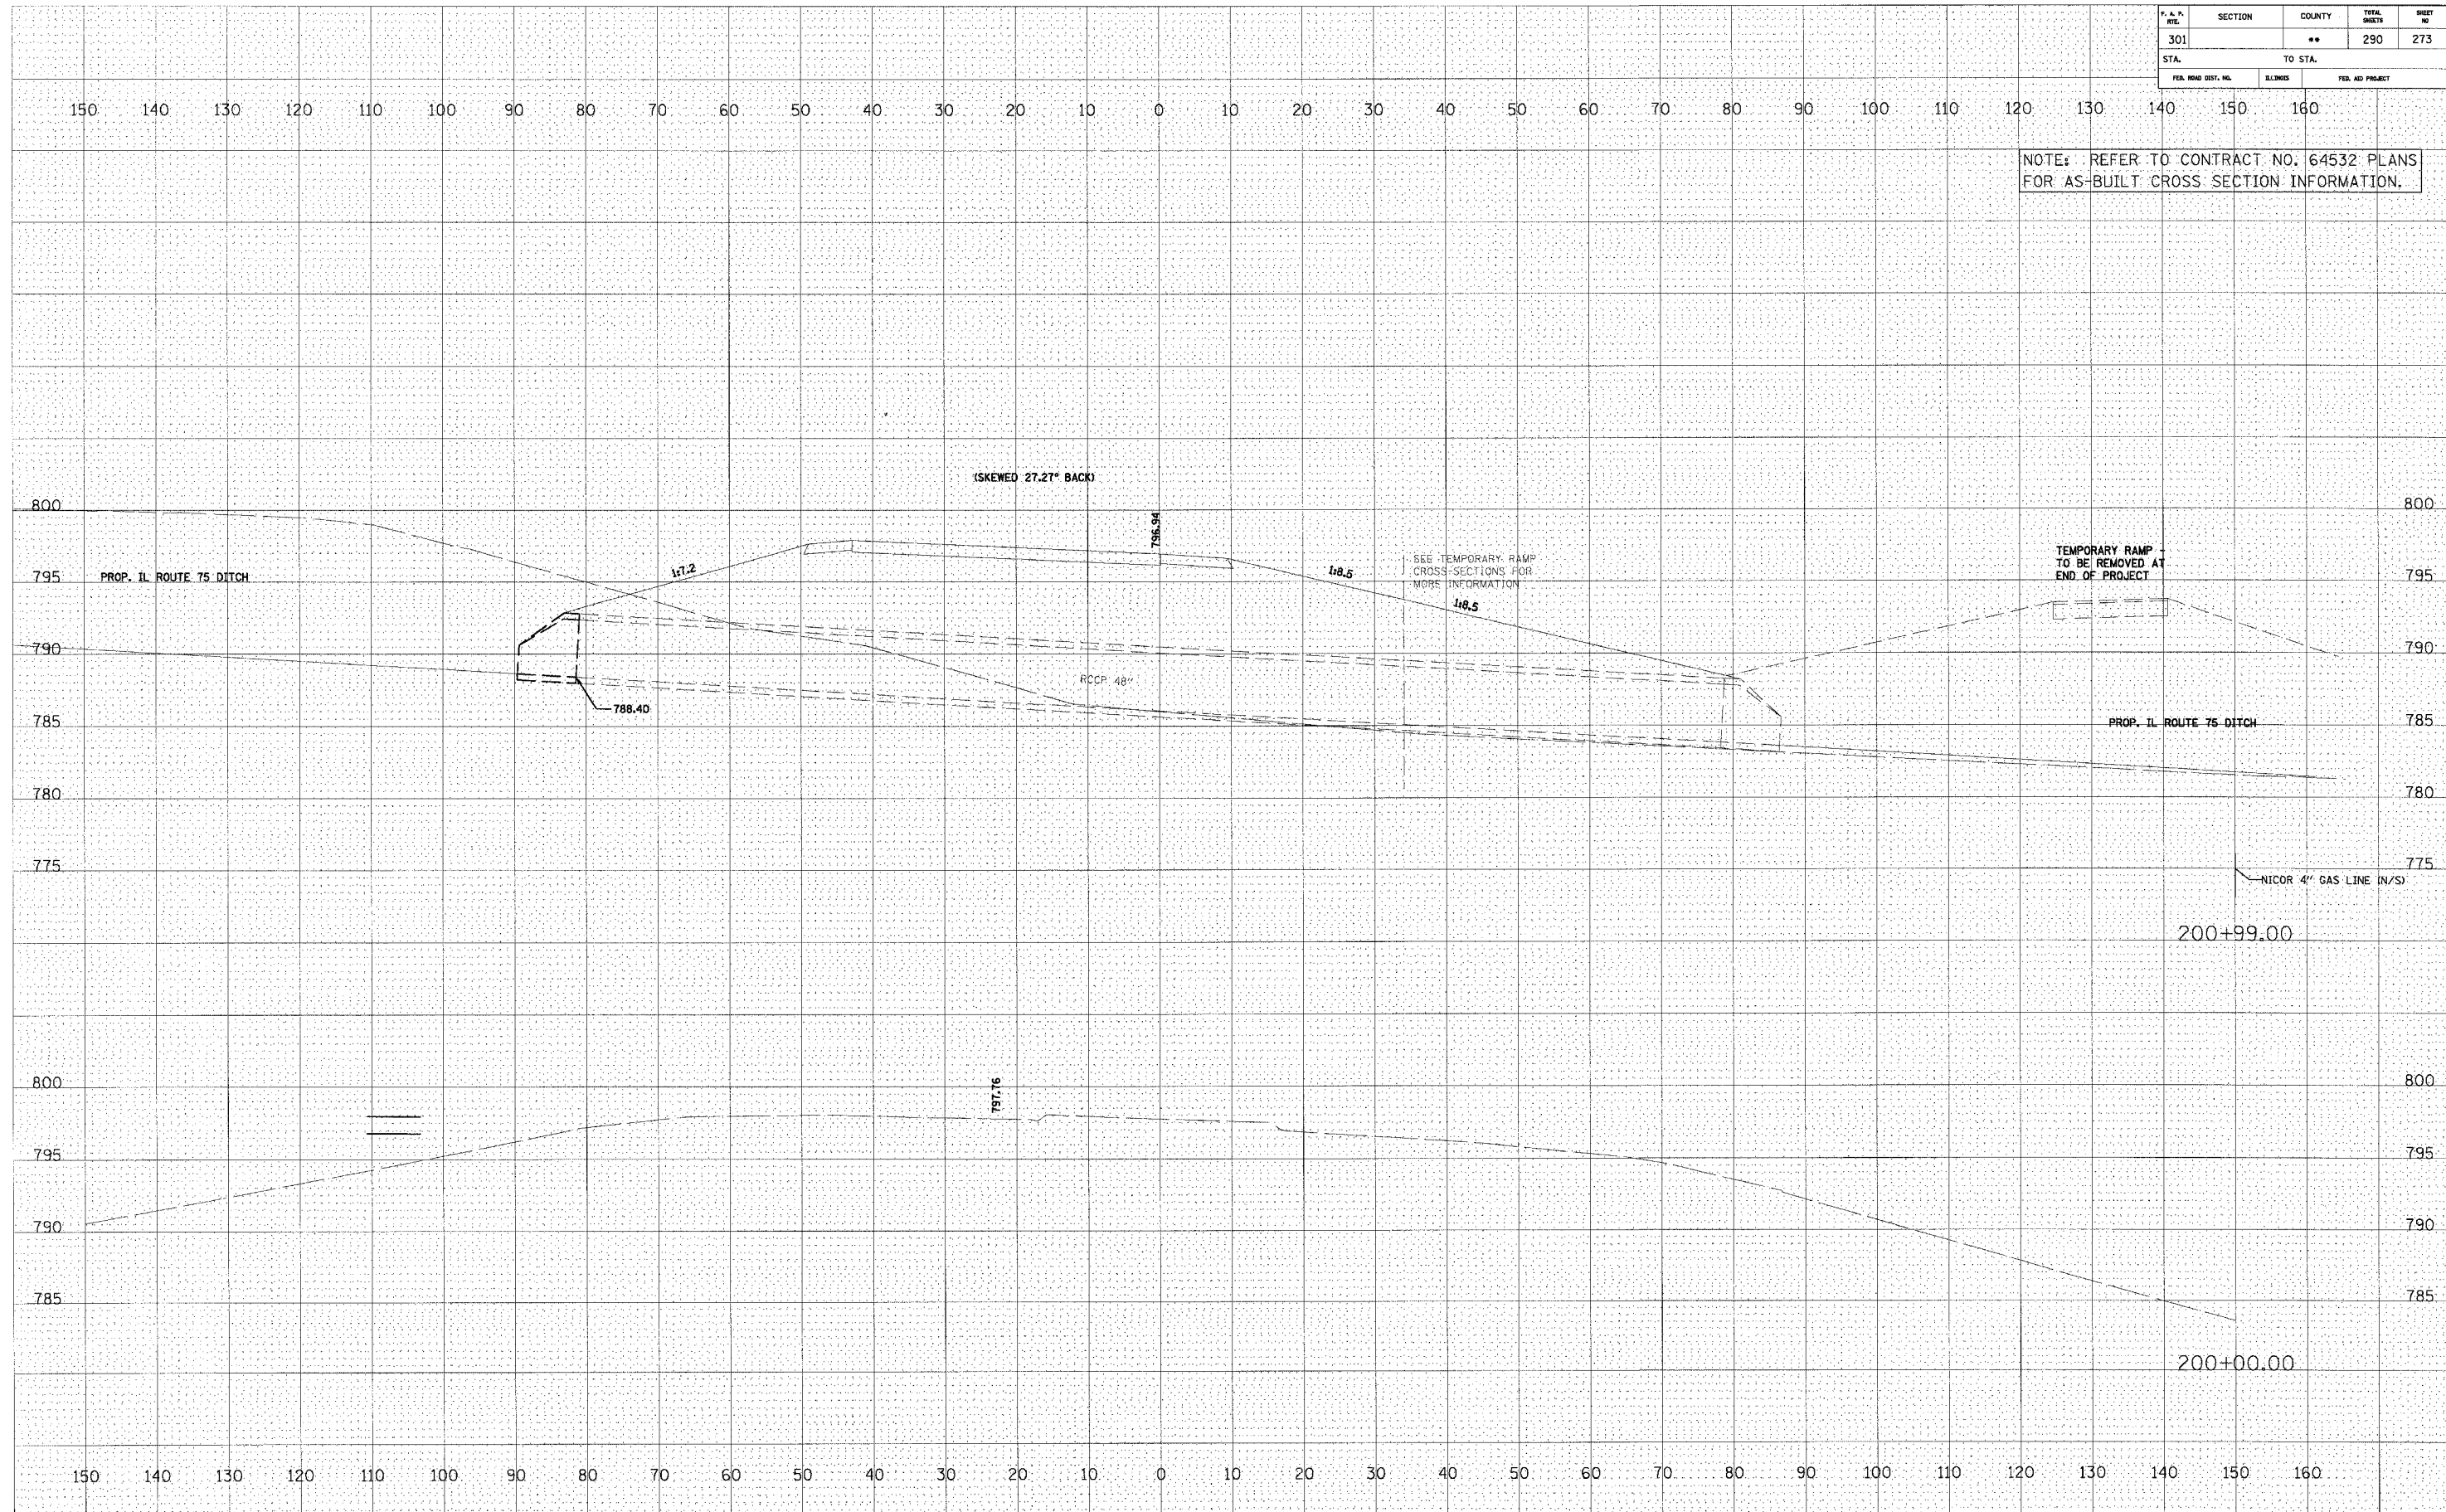 F. A. P. RTE. SECTION COUNTY TOTAL SHEETS SHEET NO
301 ** 290 273
STA. TO STA.
FED. ROAD DIST. NO. ILLINOIS FED. AID PROJECT
150 140 130 120 110 100 90 80 70 60 50 40 30 20 10 0 10 20 30 40 50 60 70 80 90 100 110 120 130 140 150 160
NOTE: REFER TO CONTRACT NO. 64532 PLANS
FOR AS-BUILT CROSS SECTION INFORMATION.
(SKEWED 27.27° BACK)
800 800
796.94
795 795
PROP. IL ROUTE 75 DITCH
1:7.2
1:8.5
SEE TEMPORARY RAMP
CROSS-SECTIONS FOR
MORE INFORMATION
1:8.5
TEMPORARY RAMP -
TO BE REMOVED AT
END OF PROJECT
790 790
RCCP 48"
788.40
785 785
PROP. IL ROUTE 75 DITCH
780 780
775 775
NICOR 4" GAS LINE (N/S)
200+99.00
800 800
797.76
795 795
790 790
785 785
200+00.00
150 140 130 120 110 100 90 80 70 60 50 40 30 20 10 0 10 20 30 40 50 60 70 80 90 100 110 120 130 140 150 160